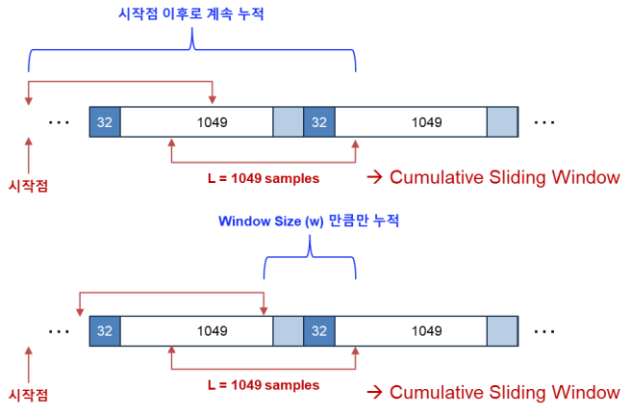 시작점 이후로 계속 누적
... 32 1049 32 1049 ...
시작점
L = 1049 samples
→ Cumulative Sliding Window
Window Size (w) 만큼만 누적
... 32 1049 32 1049 ...
시작점
L = 1049 samples
→ Cumulative Sliding Window